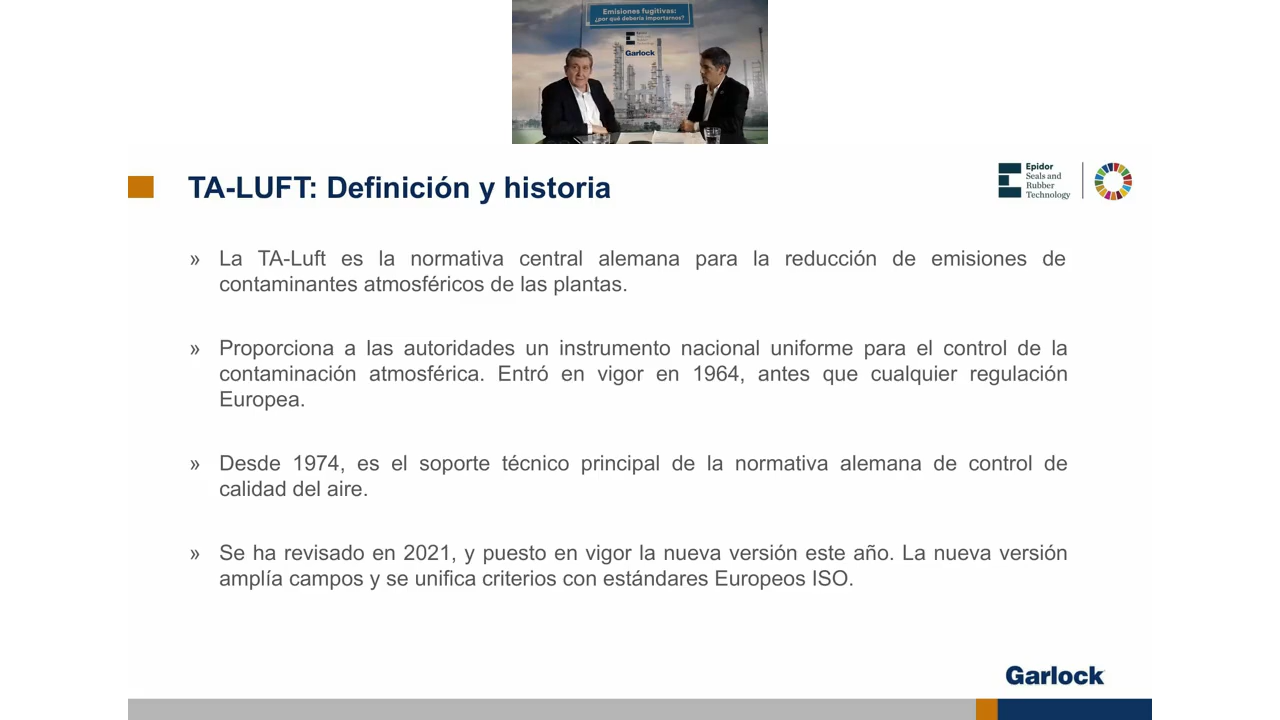 Emisiones fugitivas:
¿por qué debería importarnos?
Garlock
TA-LUFT: Definición y historia
Epidor
Seals and
Rubber
Technology
» La TA-Luft es la normativa central alemana para la reducción de emisiones de
contaminantes atmosféricos de las plantas.
» Proporciona a las autoridades un instrumento nacional uniforme para el control de la
contaminación atmosférica. Entró en vigor en 1964, antes que cualquier regulación
Europea.
» Desde 1974, es el soporte técnico principal de la normativa alemana de control de
calidad del aire.
» Se ha revisado en 2021, y puesto en vigor la nueva versión este año. La nueva versión
amplía campos y se unifica criterios con estándares Europeos ISO.
Garlock